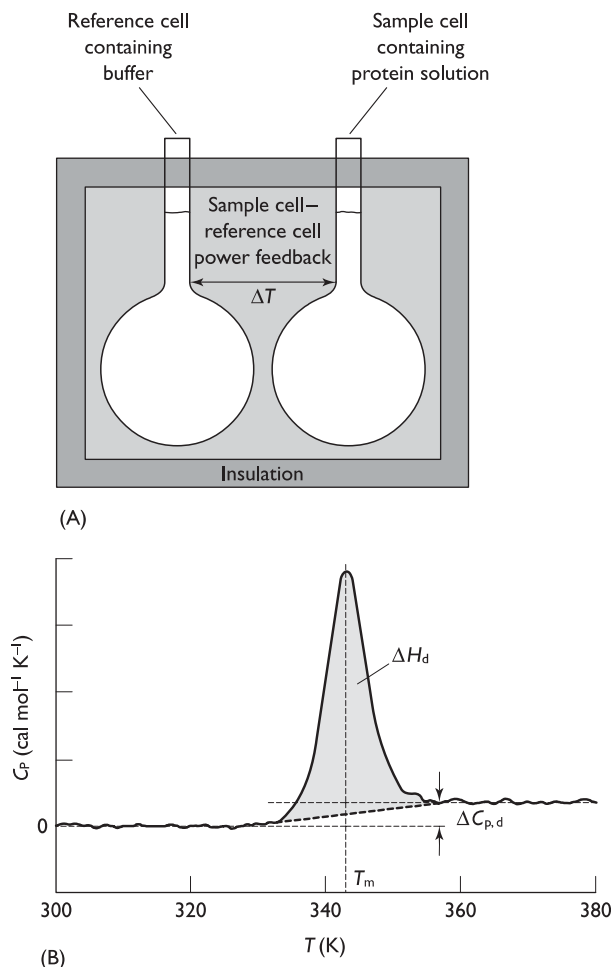 Reference cell
containing
buffer
Sample cell
containing
protein solution
Sample cell–
reference cell
power feedback
ΔT
Insulation
(A)
C_P (cal mol⁻¹ K⁻¹)
0
ΔH_d
ΔC_p,d
T_m
300
320
340
360
380
T (K)
(B)